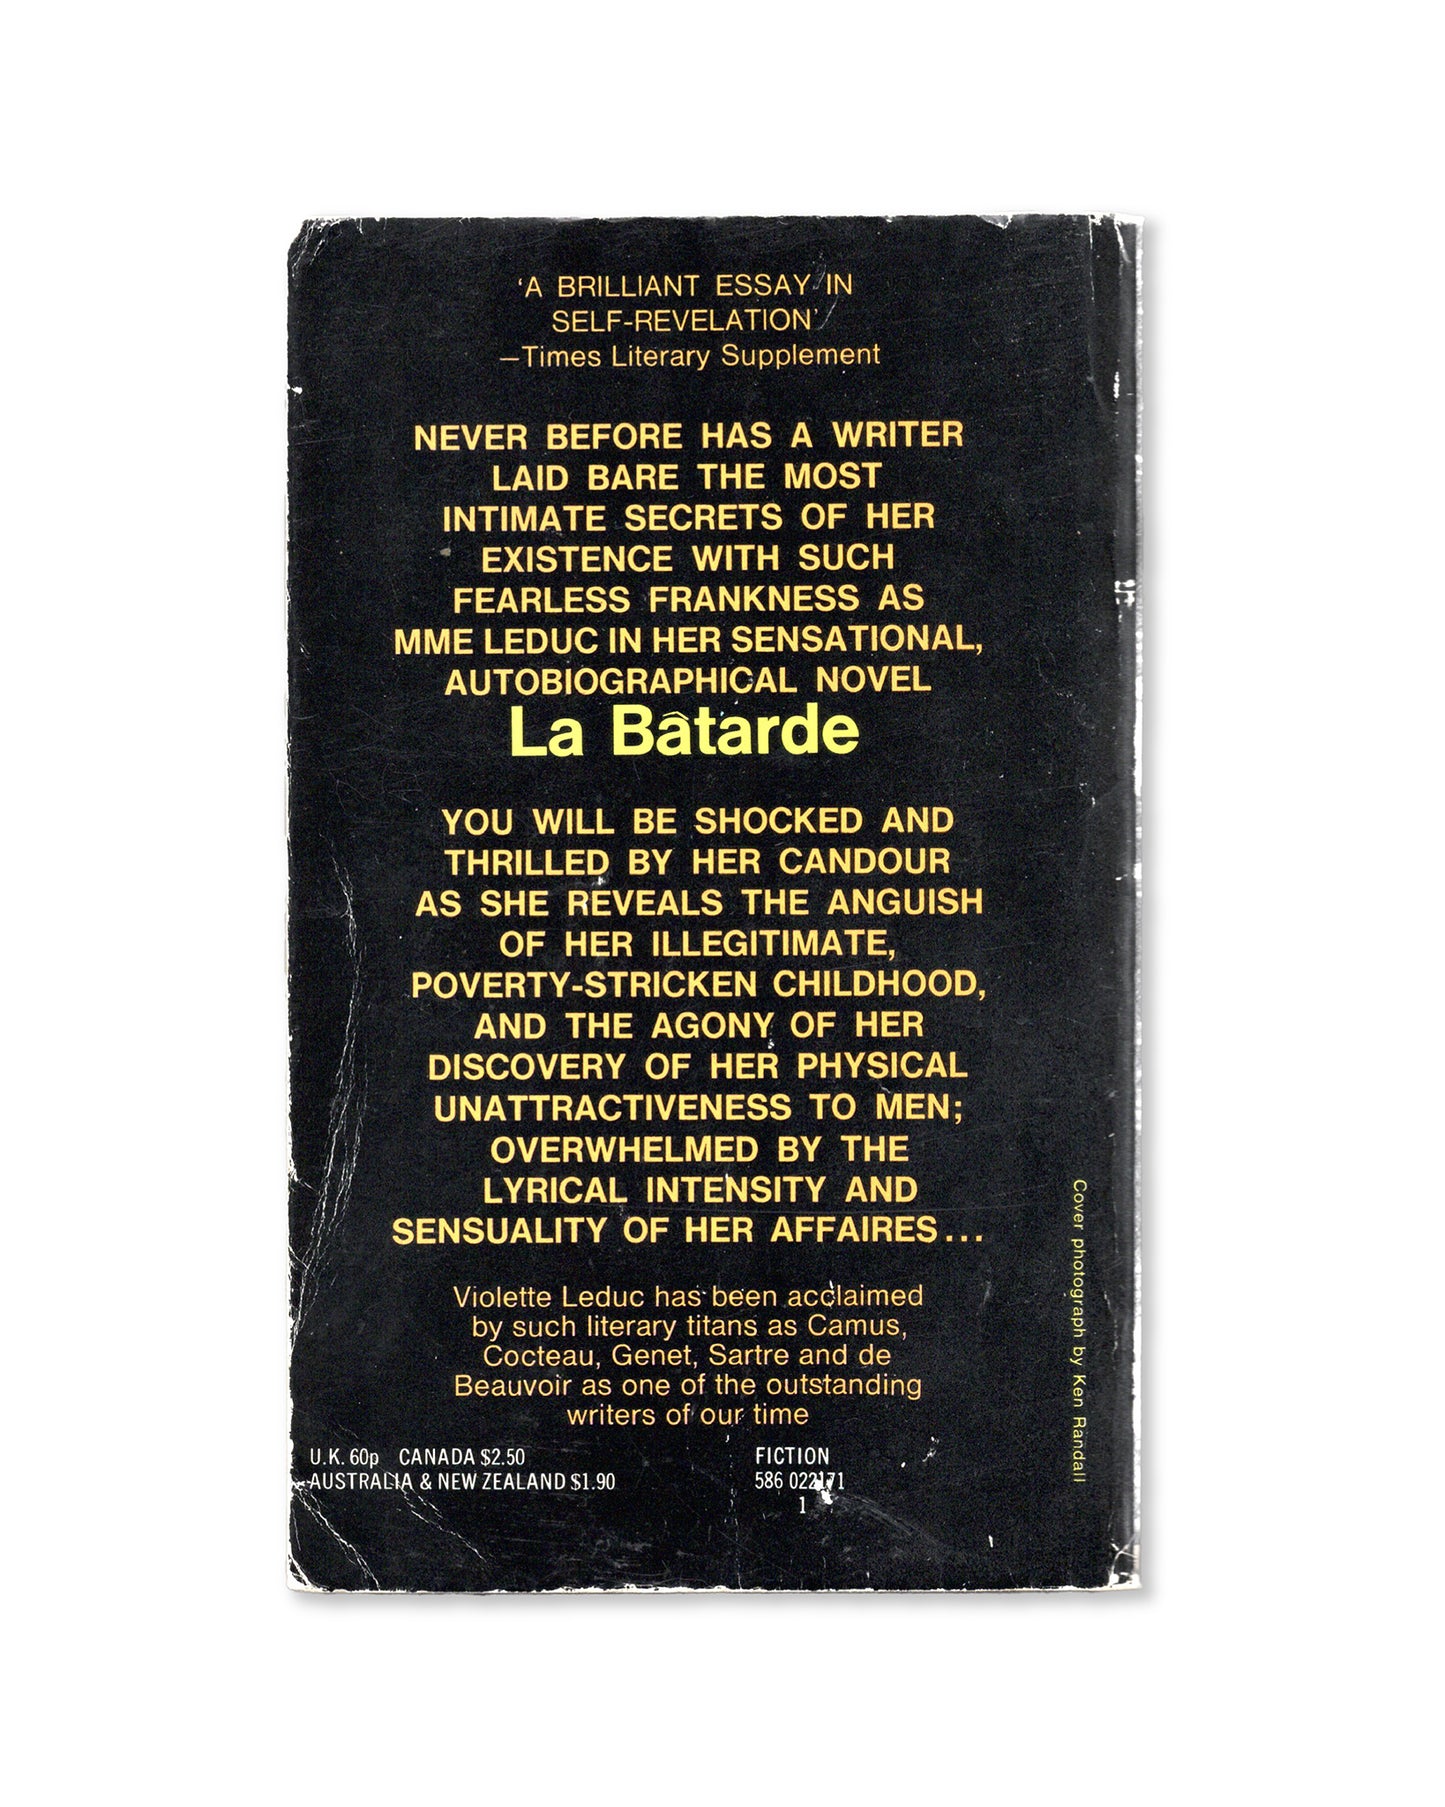 ‘A BRILLIANT ESSAY IN
SELF-REVELATION’
—Times Literary Supplement
NEVER BEFORE HAS A WRITER
LAID BARE THE MOST
INTIMATE SECRETS OF HER
EXISTENCE WITH SUCH
FEARLESS FRANKNESS AS
MME LEDUC IN HER SENSATIONAL,
AUTOBIOGRAPHICAL NOVEL
La Bâtarde
YOU WILL BE SHOCKED AND
THRILLED BY HER CANDOUR
AS SHE REVEALS THE ANGUISH
OF HER ILLEGITIMATE,
POVERTY-STRICKEN CHILDHOOD,
AND THE AGONY OF HER
DISCOVERY OF HER PHYSICAL
UNATTRACTIVENESS TO MEN;
OVERWHELMED BY THE
LYRICAL INTENSITY AND
SENSUALITY OF HER AFFAIRES...
Violette Leduc has been acclaimed
by such literary titans as Camus,
Cocteau, Genet, Sartre and de
Beauvoir as one of the outstanding
writers of our time
U.K. 60p CANADA $2.50
AUSTRALIA & NEW ZEALAND $1.90
FICTION
586 022171
1
Cover photograph by Ken Randall